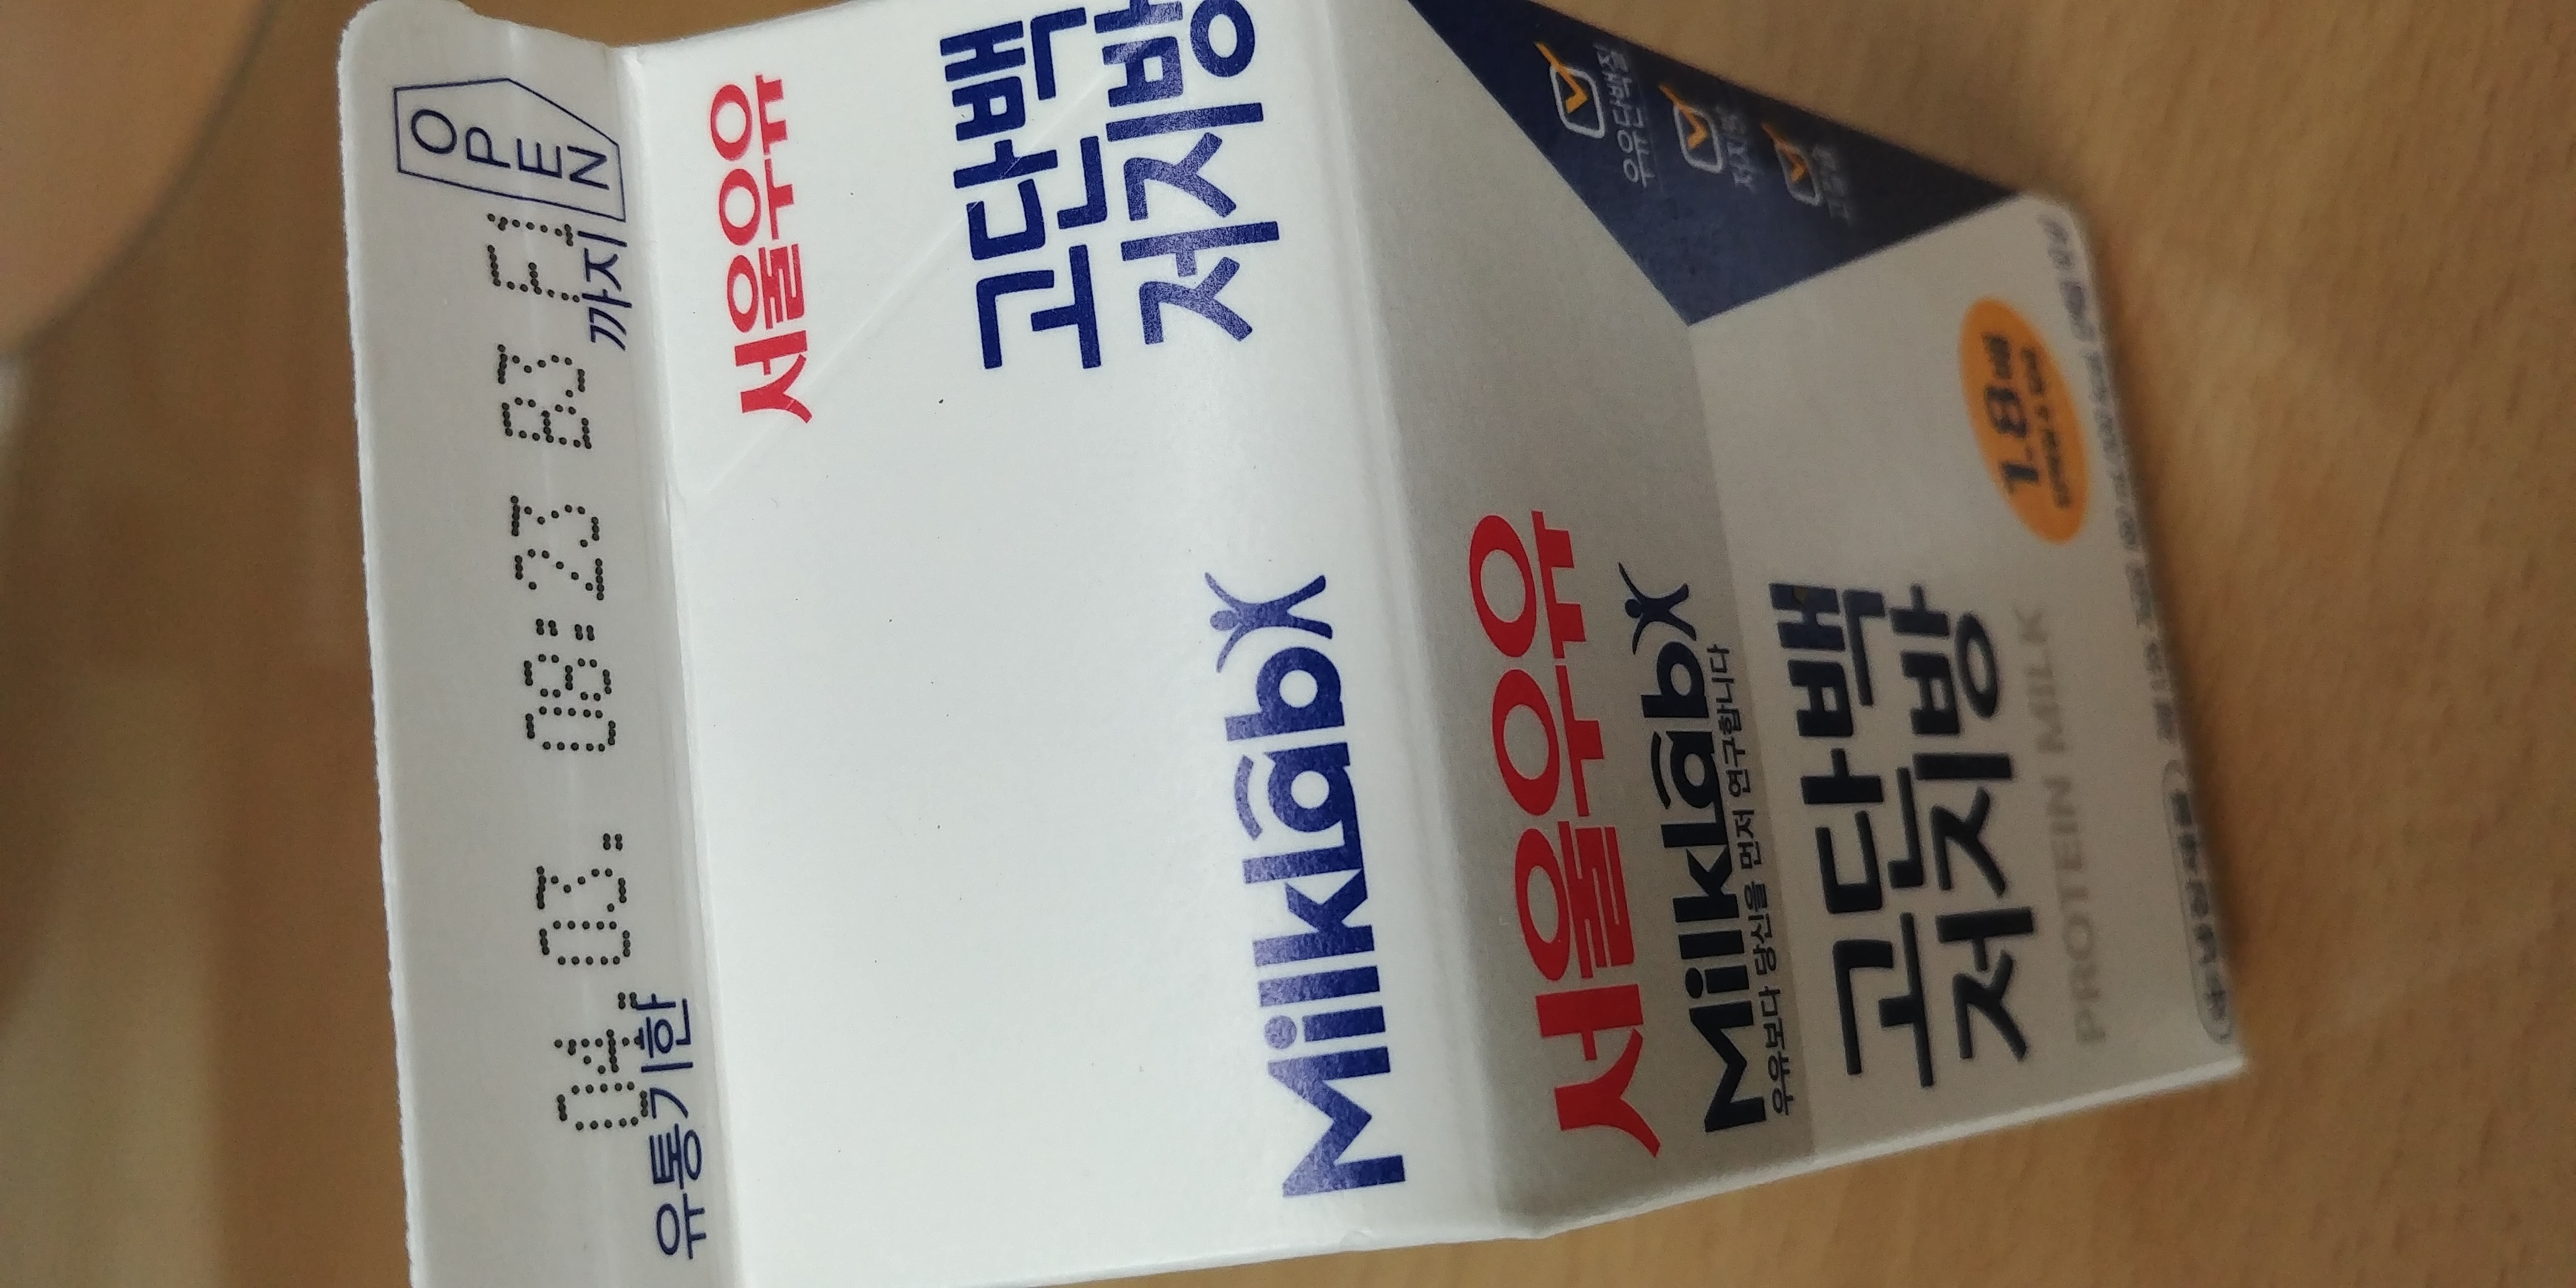 OPEN
04. 03. 08:23 B3 F1
유통기한
까지
서울우유
고단백
저지방
MilkLab
서울우유
MilkLab
우유보다 당신을 먼저 연구합니다
고단백
저지방
PROTEIN MILK
1.8배
우유단백질
저지방
고칼슘